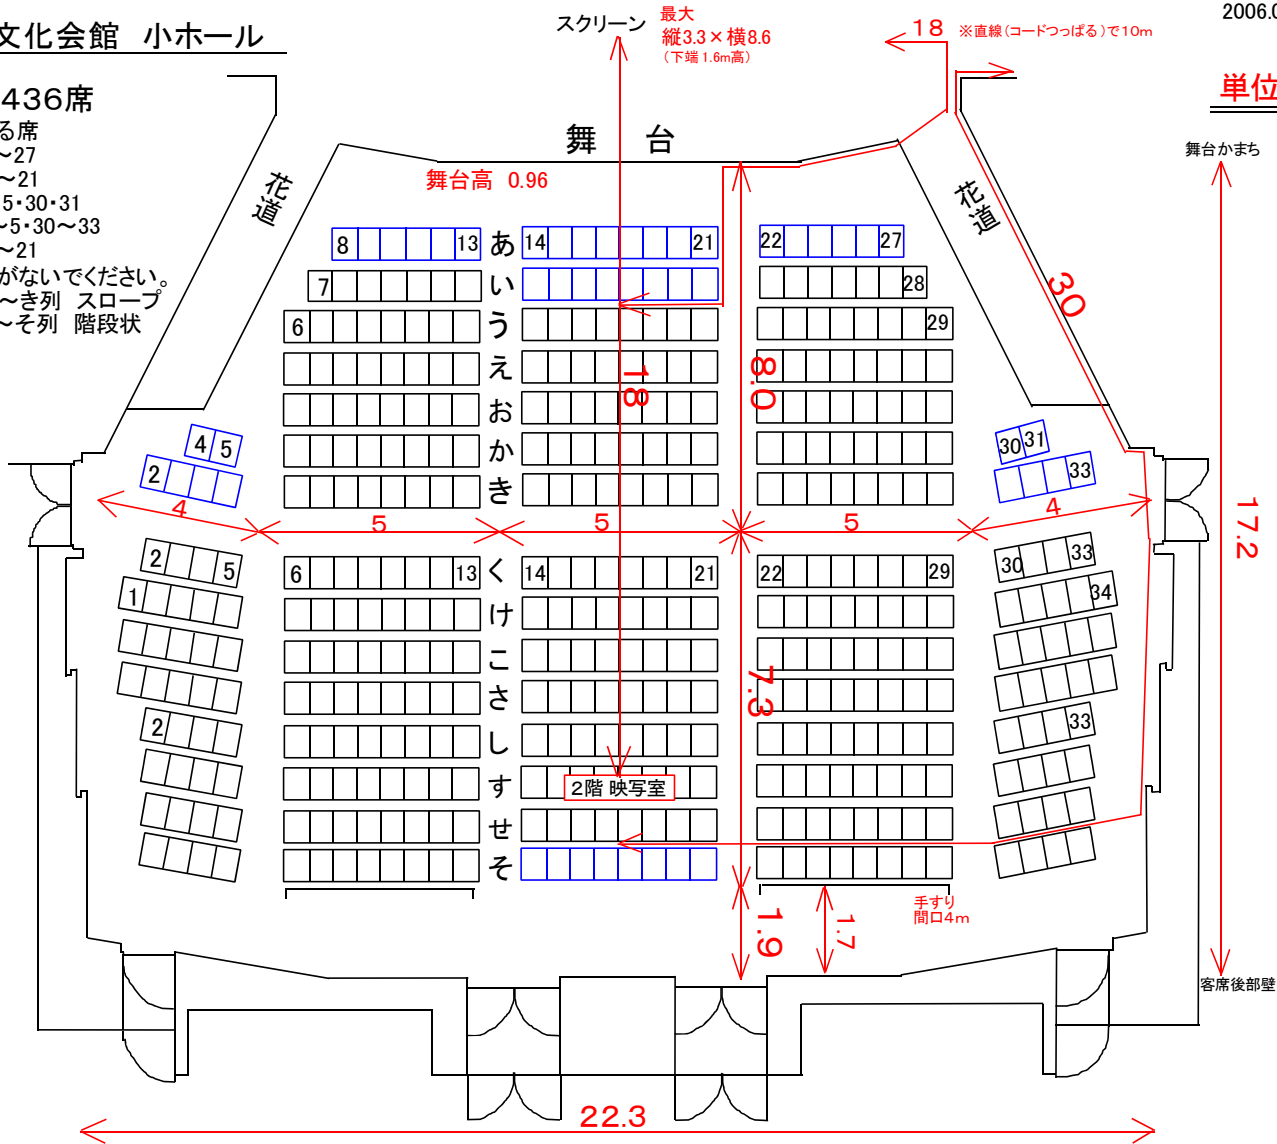 文化会館 小ホール
スクリーン
最大
縦3.3×横8.6
(下端 1.6m高)
18 ※直線(コードつっぱる)で10m
2006.0
単位
436席
る席
～27
～21
5・30・31
～5・30～33
～21
がないでください。
～き列 スロープ
～そ列 階段状
舞 台
舞台高 0.96
花道
花道
舞台かまち
8 13 あ 14 21 22 27
7 い 28
6 う 29
え
お
か
き
18
8.0
30
4 5
2
30 31
33
4 5 5 5 4
17.2
2 5 6 13 く 14 21 22 29 30 33
1 け 34
こ
さ
7.3
2 し 33
す 2階 映写室
せ
そ
手すり
間口4m
1.9
1.7
客席後部壁
22.3